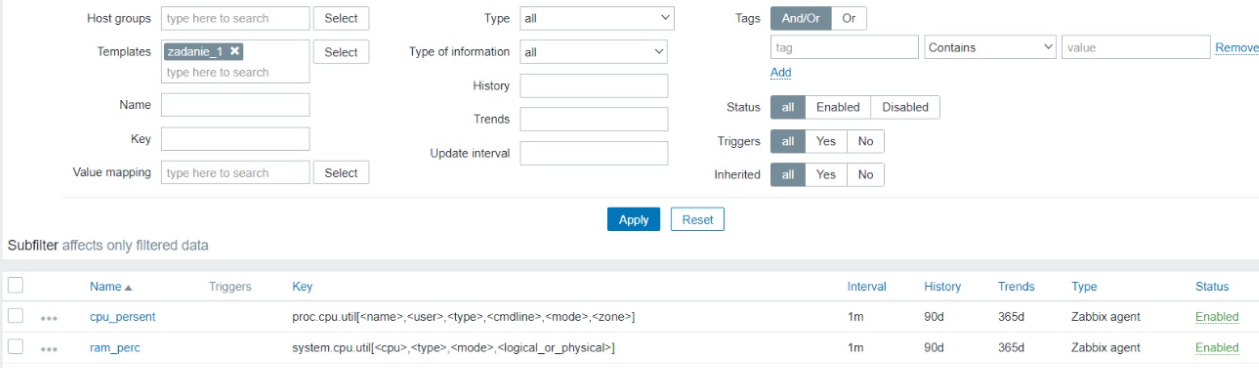 Host groups type here to search Select Type all Tags And/Or Or
Templates zadanie_1 ✖ Select Type of information all tag Contains value Remove
type here to search Add
History
Name Trends Status all Enabled Disabled
Key Triggers all Yes No
Update interval
Value mapping type here to search Select Inherited all Yes No
Apply Reset
Subfilter affects only filtered data
Name Triggers Key Interval History Trends Type Status
cpu_persent proc.cpu.util[<name>,<user>,<type>,<cmdline>,<mode>,<zone>] 1m 90d 365d Zabbix agent Enabled
ram_perc system.cpu.util[<cpu>,<type>,<mode>,<logical_or_physical>] 1m 90d 365d Zabbix agent Enabled